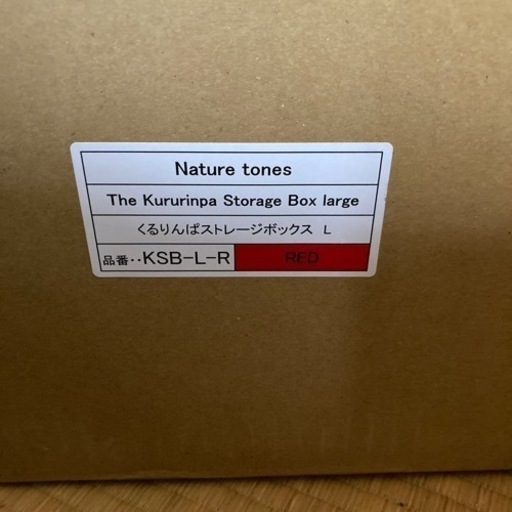 Nature tones
The Kururinpa Storage Box large
くるりんぱストレージボックス L
品番‥KSB-L-R RED